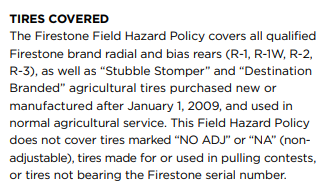 TIRES COVERED
The Firestone Field Hazard Policy covers all qualified
Firestone brand radial and bias rears (R-1, R-1W, R-2,
R-3), as well as “Stubble Stomper” and “Destination
Branded” agricultural tires purchased new or
manufactured after January 1, 2009, and used in
normal agricultural service. This Field Hazard Policy
does not cover tires marked “NO ADJ” or “NA” (non-
adjustable), tires made for or used in pulling contests,
or tires not bearing the Firestone serial number.